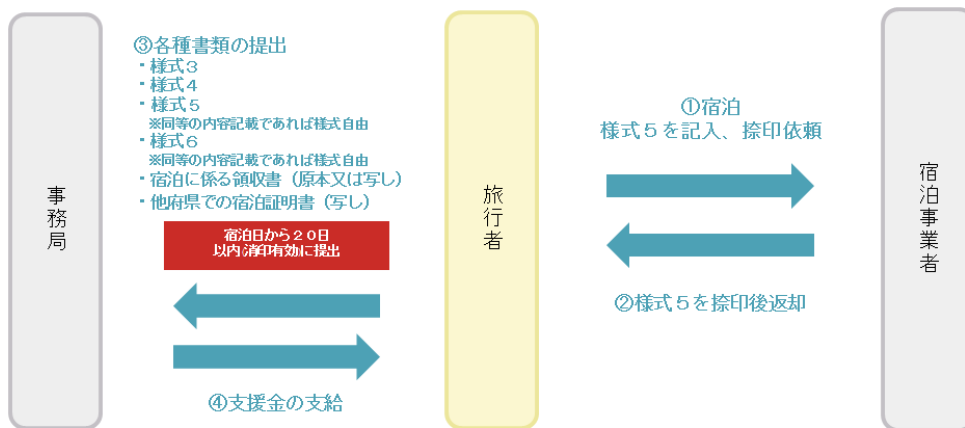 事務局
③各種書類の提出
・様式3
・様式4
・様式5
※同等の内容記載であれば様式自由
・様式6
※同等の内容記載であれば様式自由
・宿泊に係る領収書（原本又は写し）
・他府県での宿泊証明書（写し）
宿泊日から２０日
以内消印有効に提出
④支援金の支給
旅行者
①宿泊
様式５を記入、捺印依頼
②様式５を捺印後返却
宿泊事業者